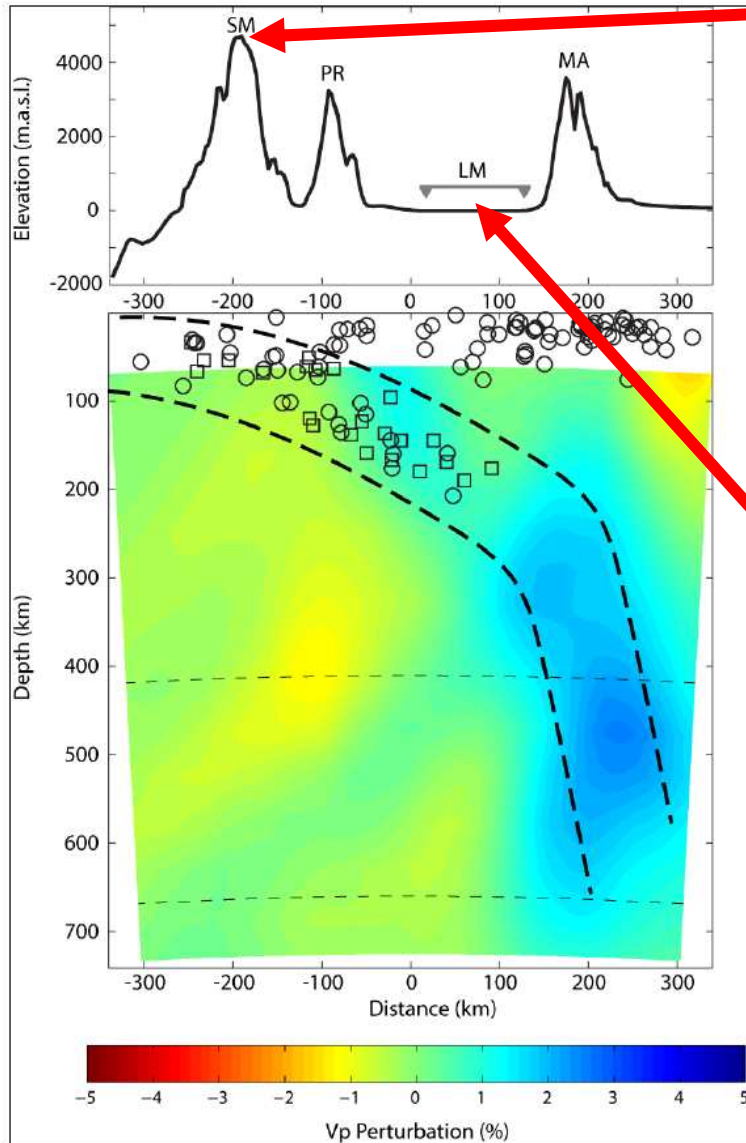 Elevation (m.a.s.l.)
4000
2000
0
-2000
SM
PR
LM
MA
-300 -200 -100 0 100 200 300
Depth (km)
100
200
300
400
500
600
700
-300 -200 -100 0 100 200 300
Distance (km)
−5 −4 −3 −2 −1 0 1 2 3 4 5
Vp Perturbation (%)